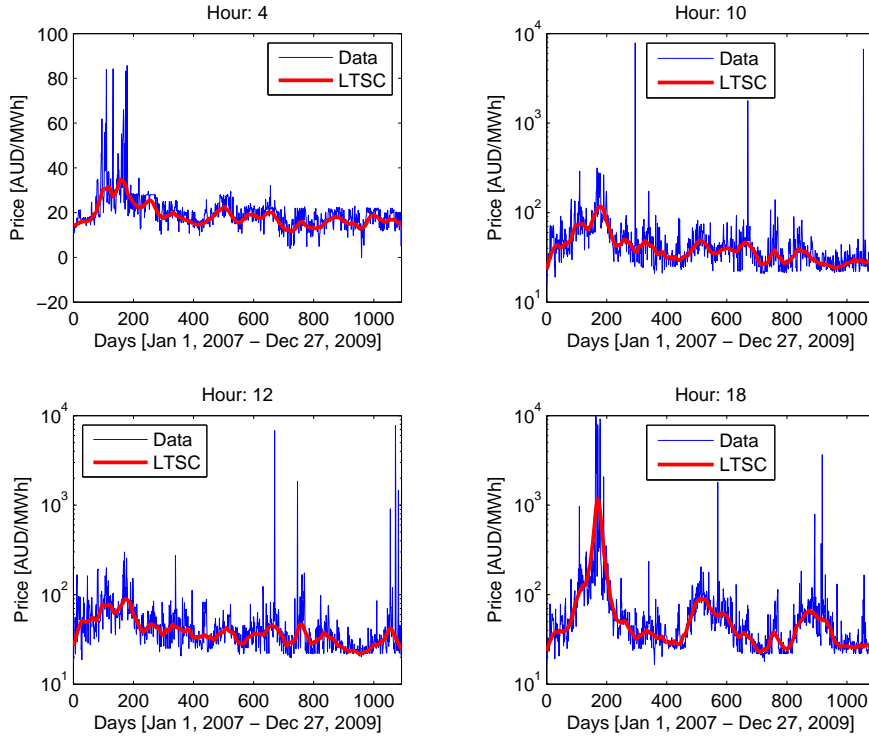 Hour: 4
100
80
60
40
20
0
−20
Price [AUD/MWh]
Data
LTSC
0 200 400 600 800 1000
Days [Jan 1, 2007 − Dec 27, 2009]
Hour: 10
10^4
10^3
10^2
10^1
Price [AUD/MWh]
Data
LTSC
0 200 400 600 800 1000
Days [Jan 1, 2007 − Dec 27, 2009]
Hour: 12
10^4
10^3
10^2
10^1
Price [AUD/MWh]
Data
LTSC
0 200 400 600 800 1000
Days [Jan 1, 2007 − Dec 27, 2009]
Hour: 18
10^4
10^3
10^2
10^1
Price [AUD/MWh]
Data
LTSC
0 200 400 600 800 1000
Days [Jan 1, 2007 − Dec 27, 2009]